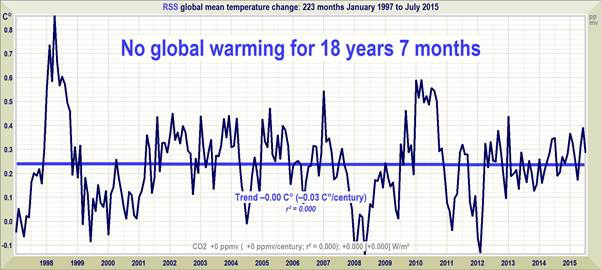 RSS global mean temperature change: 223 months January 1997 to July 2015
C°
pp
mv
No global warming for 18 years 7 months
0.8
0.7
0.6
0.5
0.4
0.3
0.2
0.1
0.0
-0.1
Trend –0.00 C° (–0.03 C°/century)
r² = 0.000
CO2 +0 ppmv ( +0 ppmv/century; r² = 0.000): +0.000 [+0.000] W/m²
1998 1999 2000 2001 2002 2003 2004 2005 2006 2007 2008 2009 2010 2011 2012 2013 2014 2015